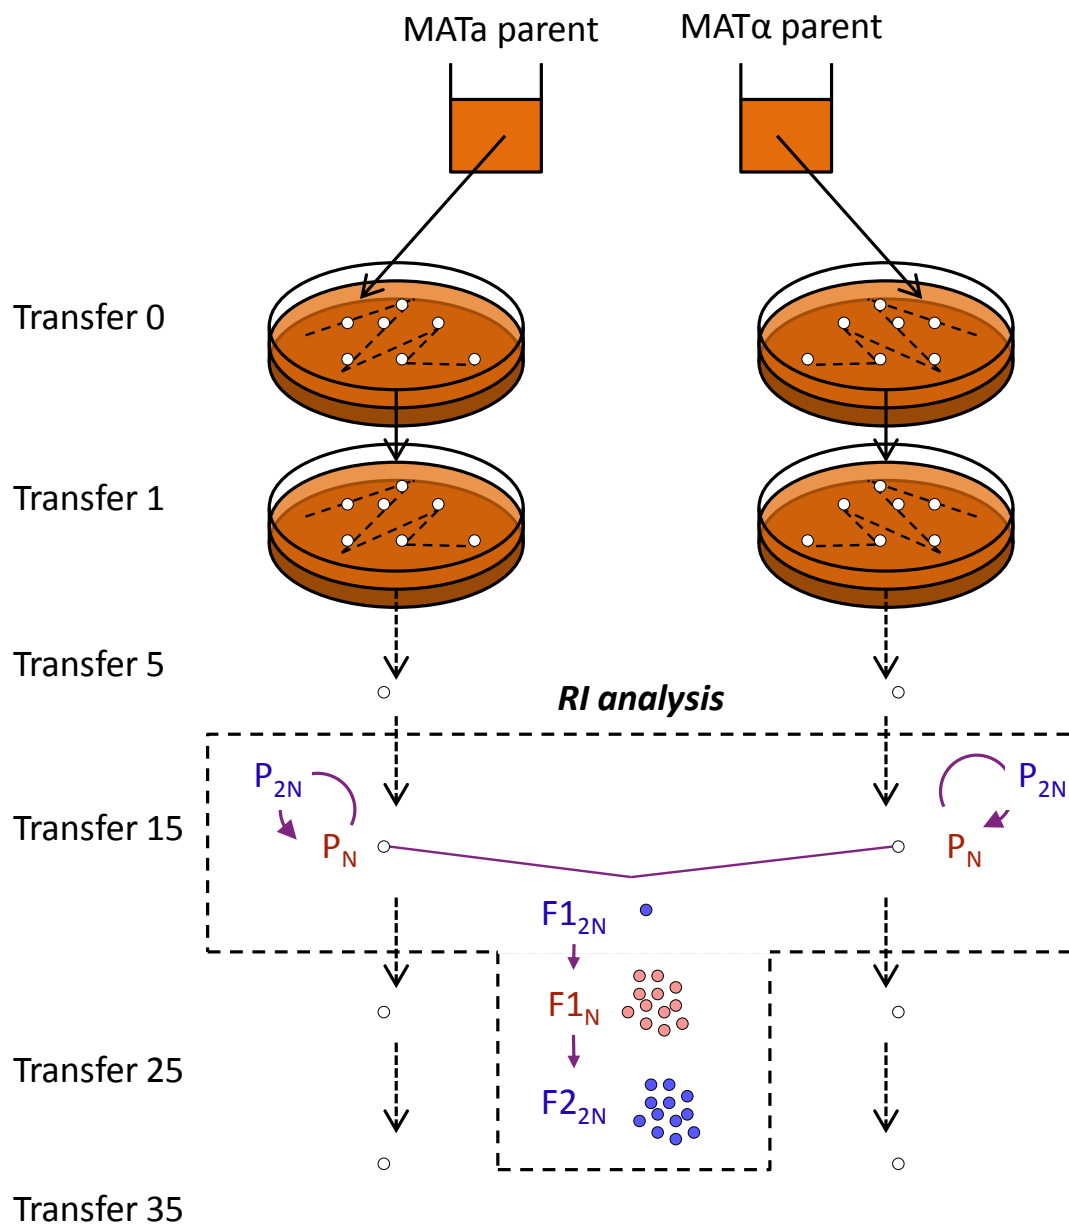 MATa parent
MATα parent
Transfer 0
Transfer 1
Transfer 5
RI analysis
P2N
P2N
Transfer 15
PN
PN
F12N
F1N
Transfer 25
F22N
Transfer 35